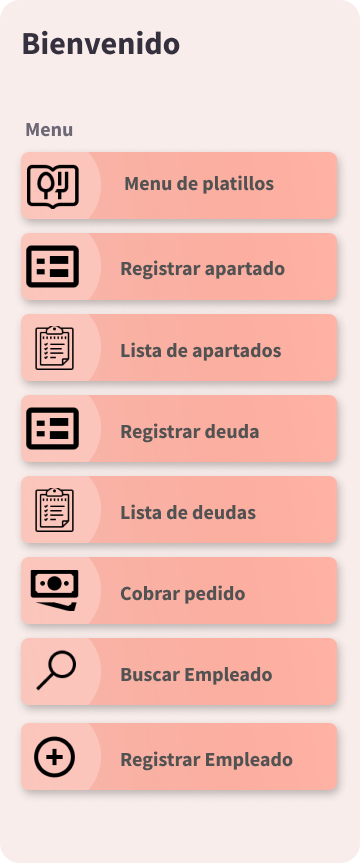 Bienvenido
Menu
Menu de platillos
Registrar apartado
Lista de apartados
Registrar deuda
Lista de deudas
Cobrar pedido
Buscar Empleado
Registrar Empleado